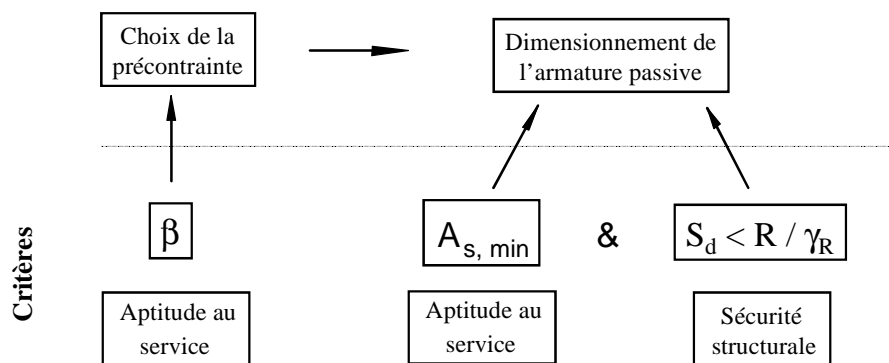 Choix de la
précontrainte
Dimensionnement de
l’armature passive
Critères
β
A s, min
&
S d < R / γ R
Aptitude au
service
Aptitude au
service
Sécurité
structurale